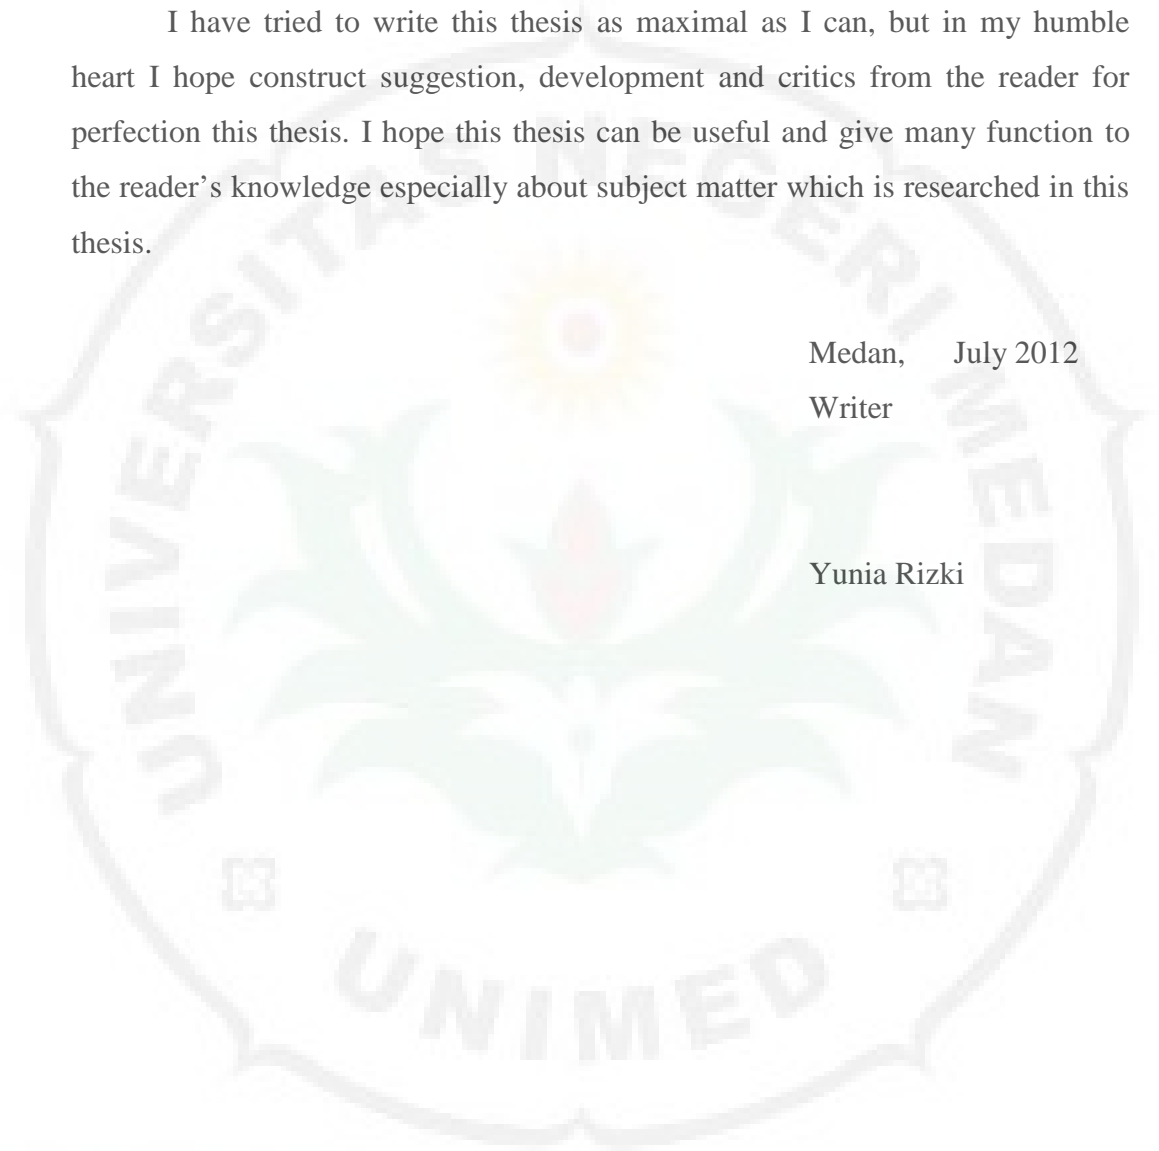 I have tried to write this thesis as maximal as I can, but in my humble
heart I hope construct suggestion, development and critics from the reader for
perfection this thesis. I hope this thesis can be useful and give many function to
the reader’s knowledge especially about subject matter which is researched in this
thesis.
Medan, July 2012
Writer
Yunia Rizki
UNIVERSITAS NEGERI MEDAN
UNIMED